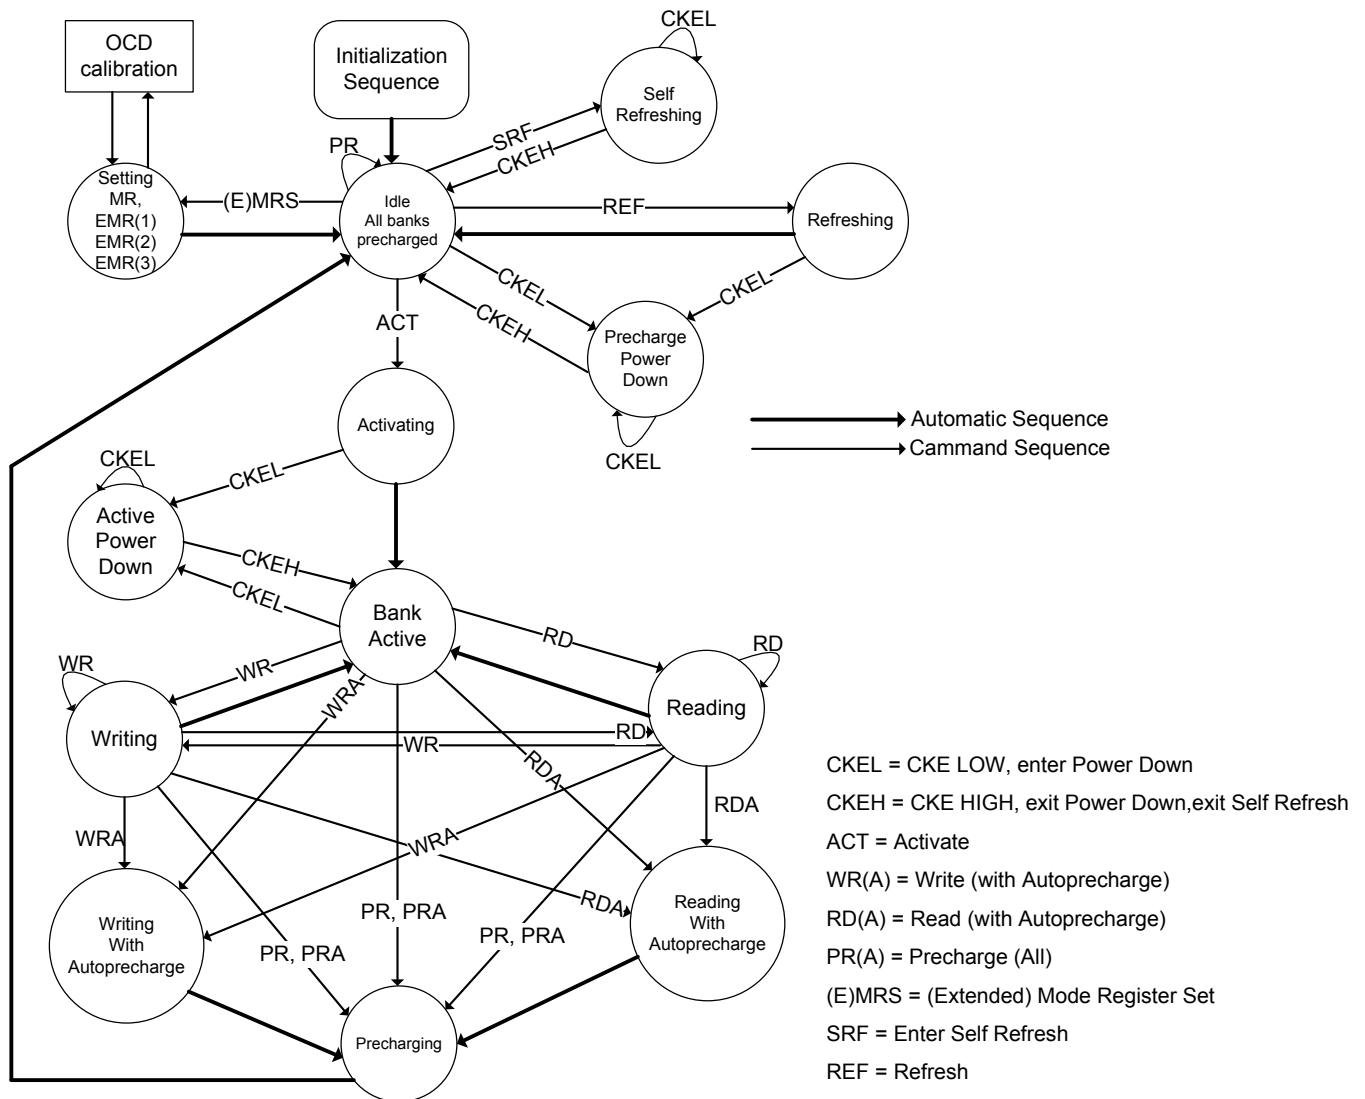 CKEL
OCD
calibration
Initialization
Sequence
Self
Refreshing
SRF
CKEH
PR
Setting
MR,
EMR(1)
EMR(2)
EMR(3)
(E)MRS
Idle
All banks
precharged
REF
Refreshing
CKEL
CKEL
CKEH
ACT
Precharge
Power
Down
CKEL
Activating
Automatic Sequence
Cammand Sequence
CKEL
CKEL
Active
Power
Down
CKEH
CKEL
Bank
Active
RD
RD
WR
WR
WRA
Reading
Writing
RD
WR
RDA
RDA
WRA
WRA
RDA
PR, PRA
PR, PRA
PR, PRA
Writing
With
Autoprecharge
Reading
With
Autoprecharge
Precharging
CKEL = CKE LOW, enter Power Down
CKEH = CKE HIGH, exit Power Down,exit Self Refresh
ACT = Activate
WR(A) = Write (with Autoprecharge)
RD(A) = Read (with Autoprecharge)
PR(A) = Precharge (All)
(E)MRS = (Extended) Mode Register Set
SRF = Enter Self Refresh
REF = Refresh